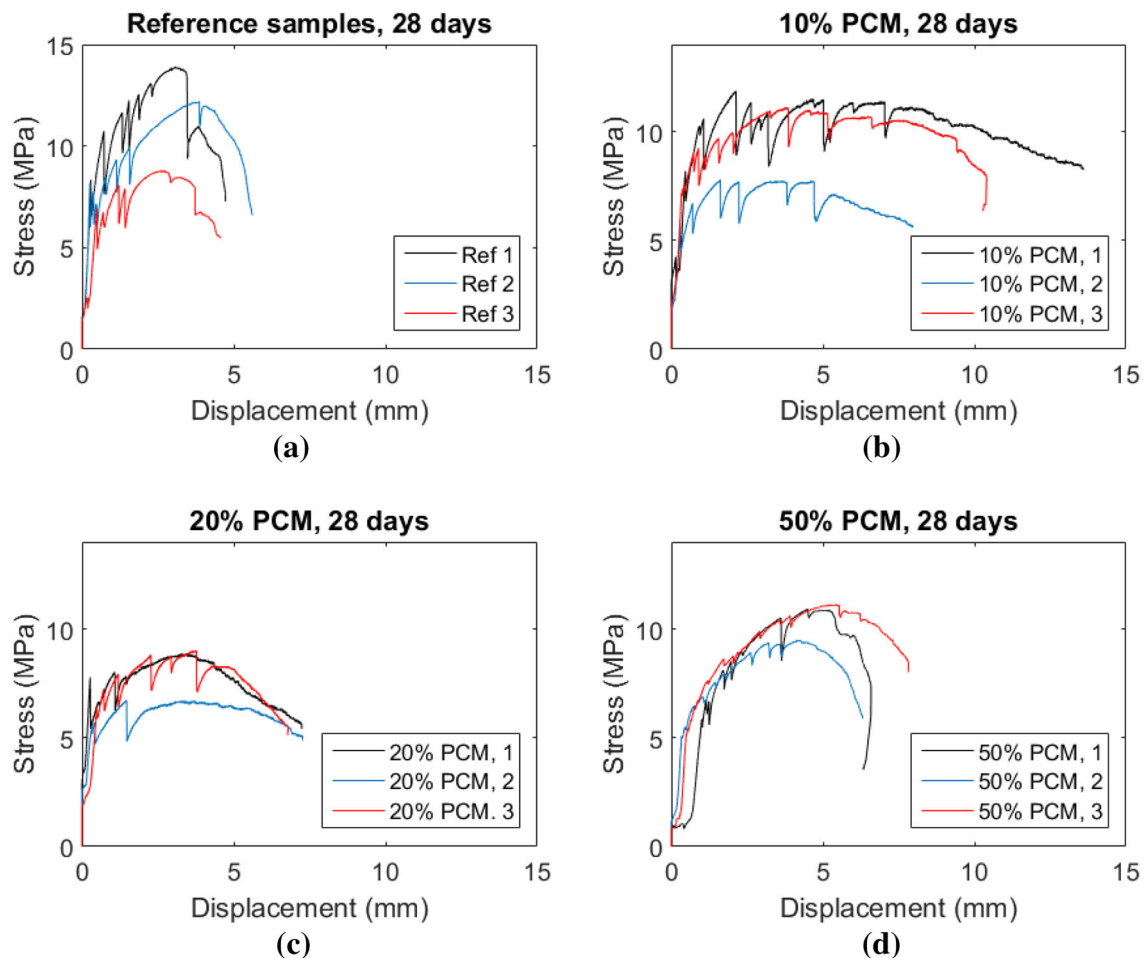 Reference samples, 28 days
15
10
5
0
Stress (MPa)
Ref 1
Ref 2
Ref 3
0 5 10 15
Displacement (mm)
(a)
10% PCM, 28 days
10
5
0
Stress (MPa)
10% PCM, 1
10% PCM, 2
10% PCM, 3
0 5 10 15
Displacement (mm)
(b)
20% PCM, 28 days
10
5
0
Stress (MPa)
20% PCM, 1
20% PCM, 2
20% PCM. 3
0 5 10 15
Displacement (mm)
(c)
50% PCM, 28 days
10
5
0
Stress (MPa)
50% PCM, 1
50% PCM, 2
50% PCM, 3
0 5 10 15
Displacement (mm)
(d)